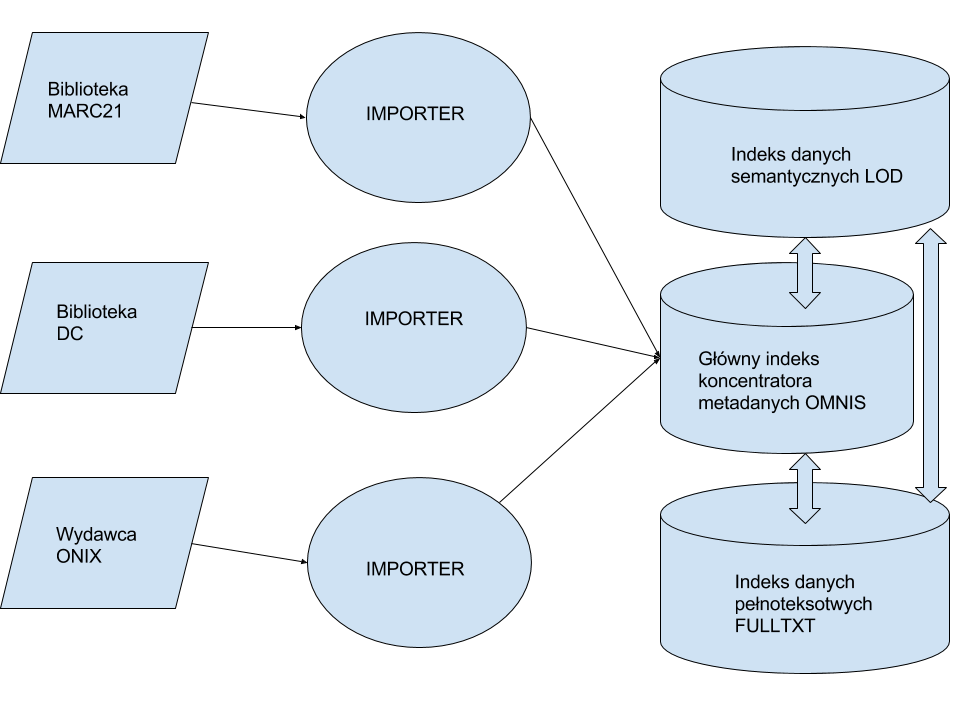 Biblioteka
MARC21
IMPORTER
Indeks danych
semantycznych LOD
Biblioteka
DC
IMPORTER
Główny indeks
koncentratora
metadanych OMNIS
Wydawca
ONIX
IMPORTER
Indeks danych
pełnoteksotwych
FULLTXT